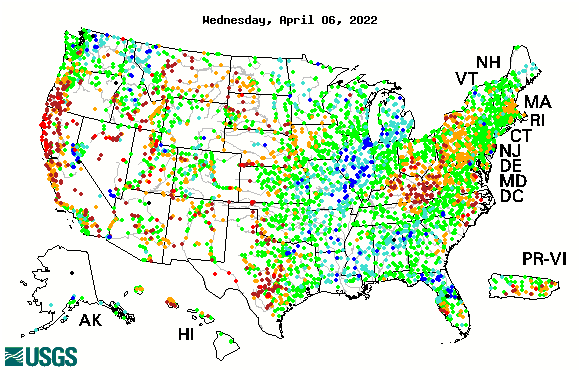 Wednesday, April 06, 2022
NH
VT
MA
RI
CT
NJ
DE
MD
DC
PR-VI
AK
HI
USGS